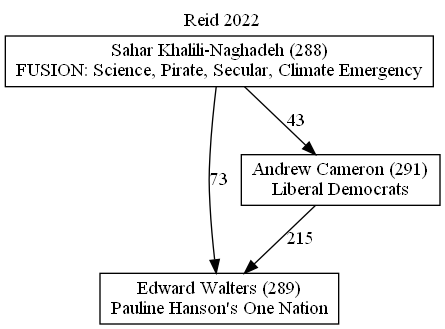 Reid 2022
Sahar Khalili-Naghadeh (288)
FUSION: Science, Pirate, Secular, Climate Emergency
43
Andrew Cameron (291)
Liberal Democrats
73
215
Edward Walters (289)
Pauline Hanson's One Nation